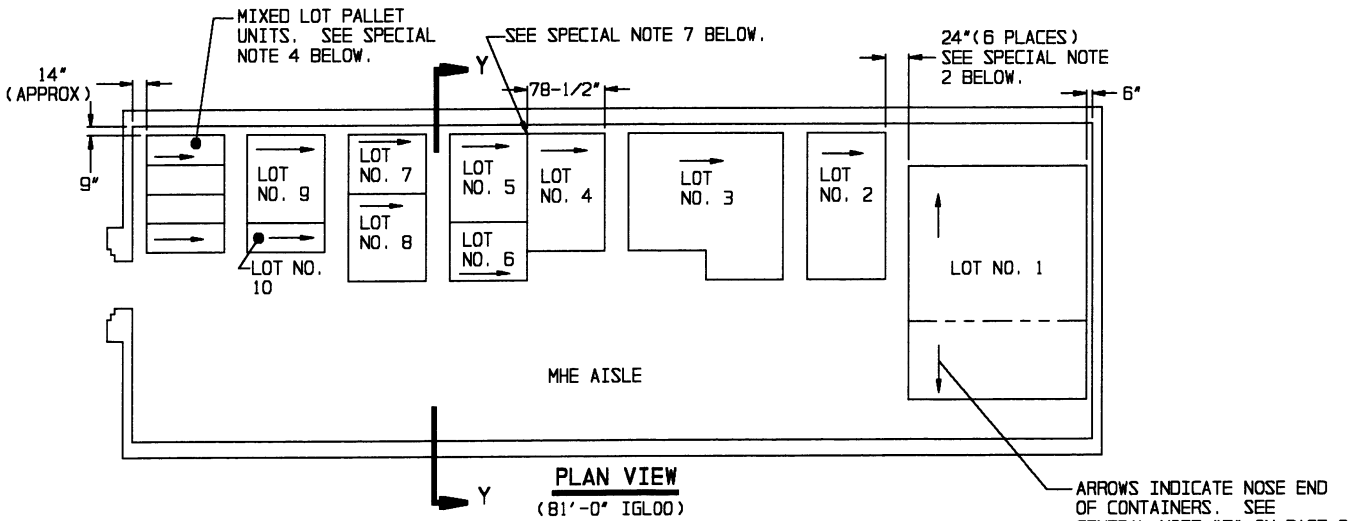 MIXED LOT PALLET
UNITS. SEE SPECIAL
NOTE 4 BELOW.
SEE SPECIAL NOTE 7 BELOW.
24"(6 PLACES)
SEE SPECIAL NOTE
2 BELOW.
14"
(APPROX)
Y
78-1/2"
6"
9"
LOT
NO. 9
LOT
NO. 7
LOT
NO. 8
LOT
NO. 5
LOT
NO. 6
LOT
NO. 4
LOT
NO. 3
LOT
NO. 2
LOT NO. 1
LOT NO.
10
MHE AISLE
PLAN VIEW
(81'-0" IGLOO)
Y
ARROWS INDICATE NOSE END
OF CONTAINERS. SEE